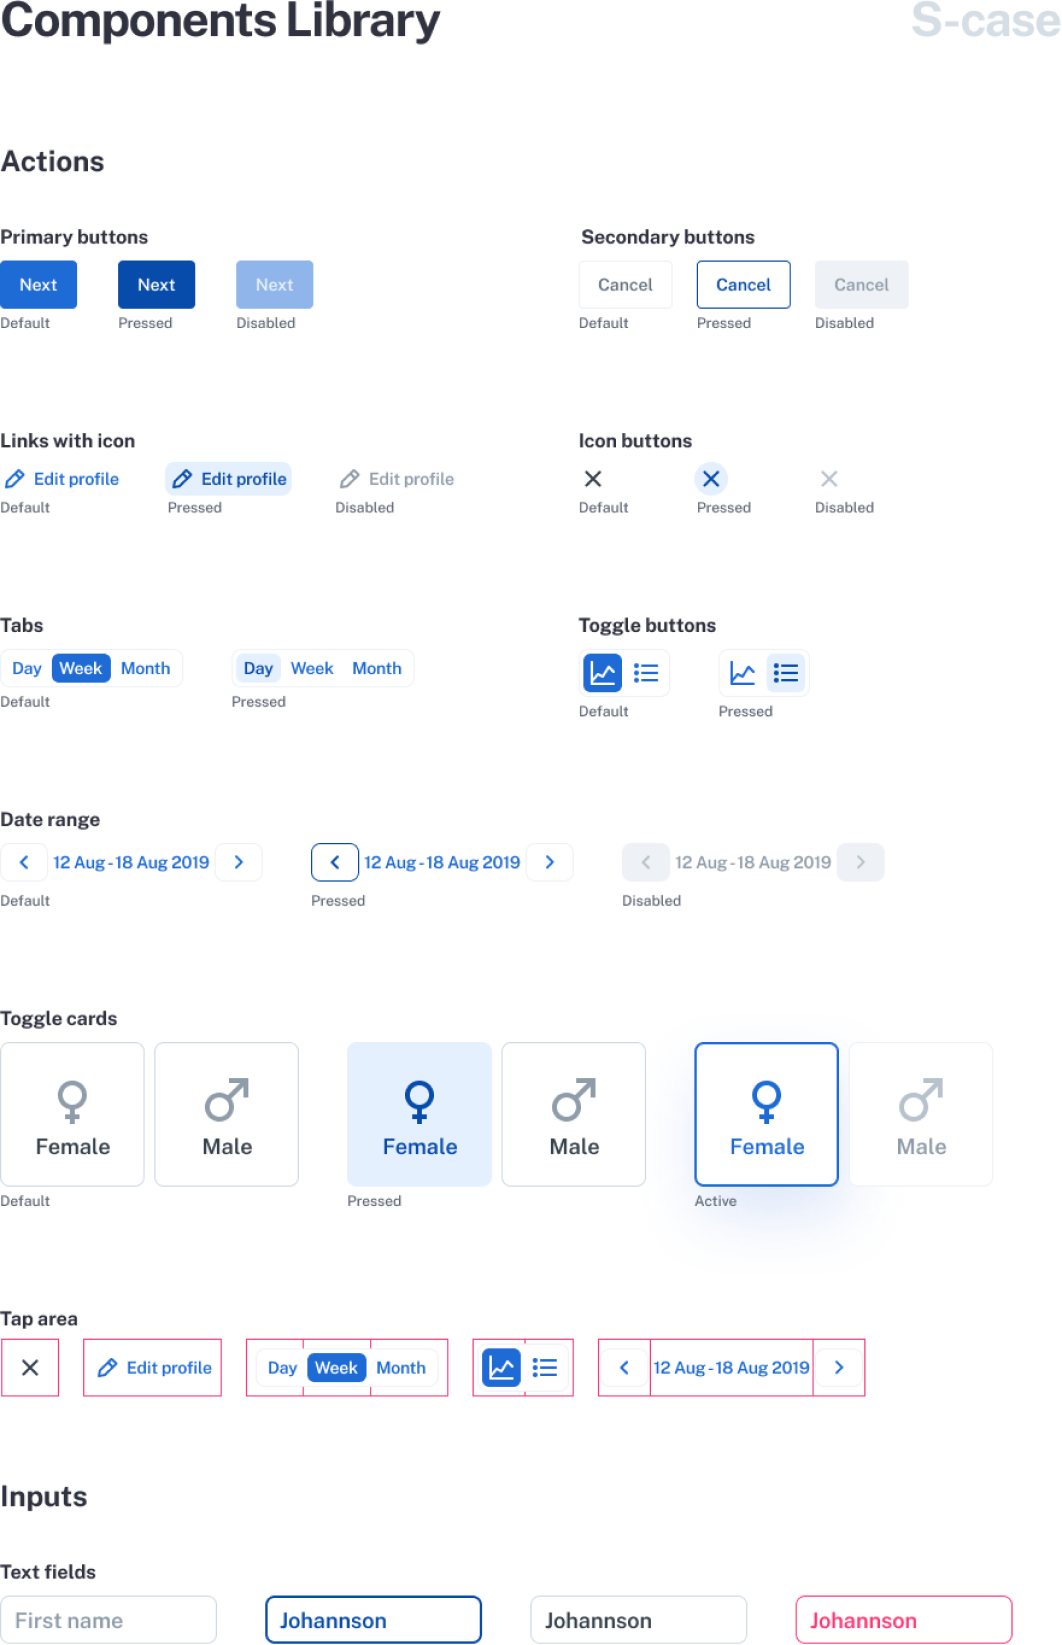 Components Library S-case
Actions
Primary buttons Secondary buttons
Next Next Next Cancel Cancel Cancel
Default Pressed Disabled Default Pressed Disabled
Links with icon Icon buttons
Edit profile Edit profile Edit profile
Default Pressed Disabled Default Pressed Disabled
Tabs Toggle buttons
Day Week Month Day Week Month
Default Pressed Default Pressed
Date range
12 Aug - 18 Aug 2019 12 Aug - 18 Aug 2019 12 Aug - 18 Aug 2019
Default Pressed Disabled
Toggle cards
Female Male Female Male Female Male
Default Pressed Active
Tap area
Edit profile Day Week Month 12 Aug - 18 Aug 2019
Inputs
Text fields
First name Johannson Johannson Johannson